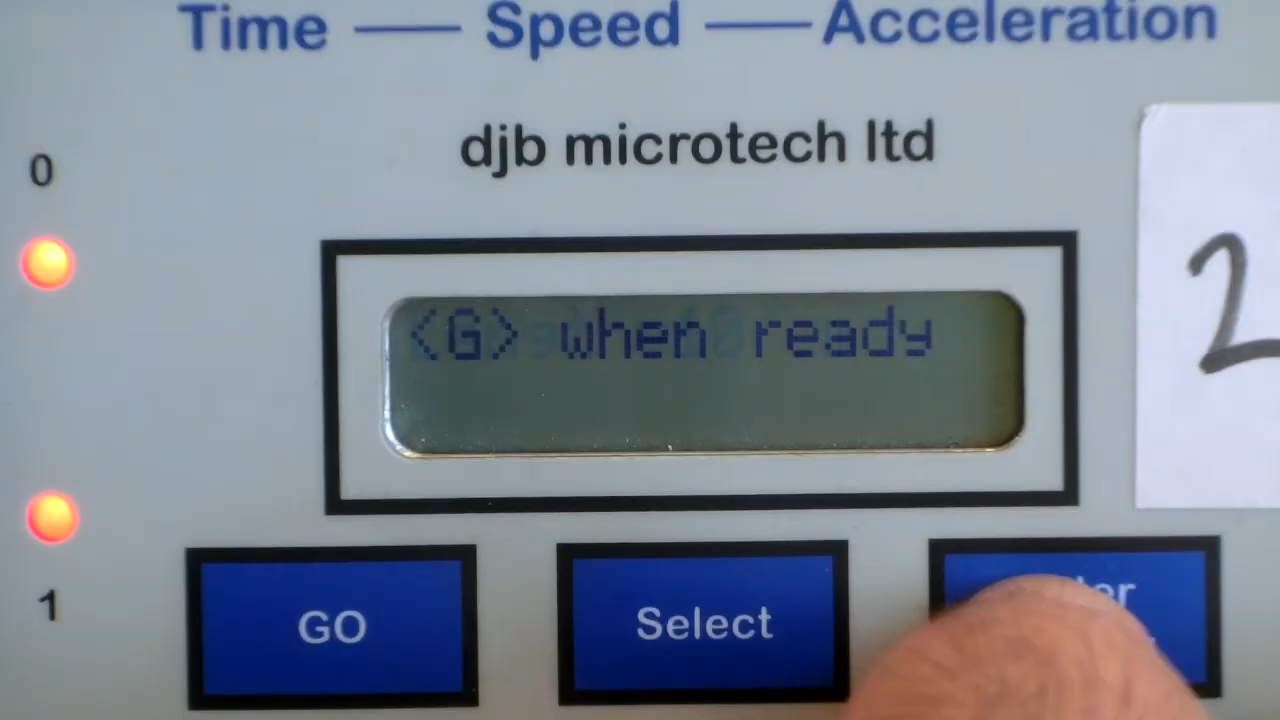 Time — Speed — Acceleration
djb microtech ltd
0
<G> when ready
2
1
GO
Select